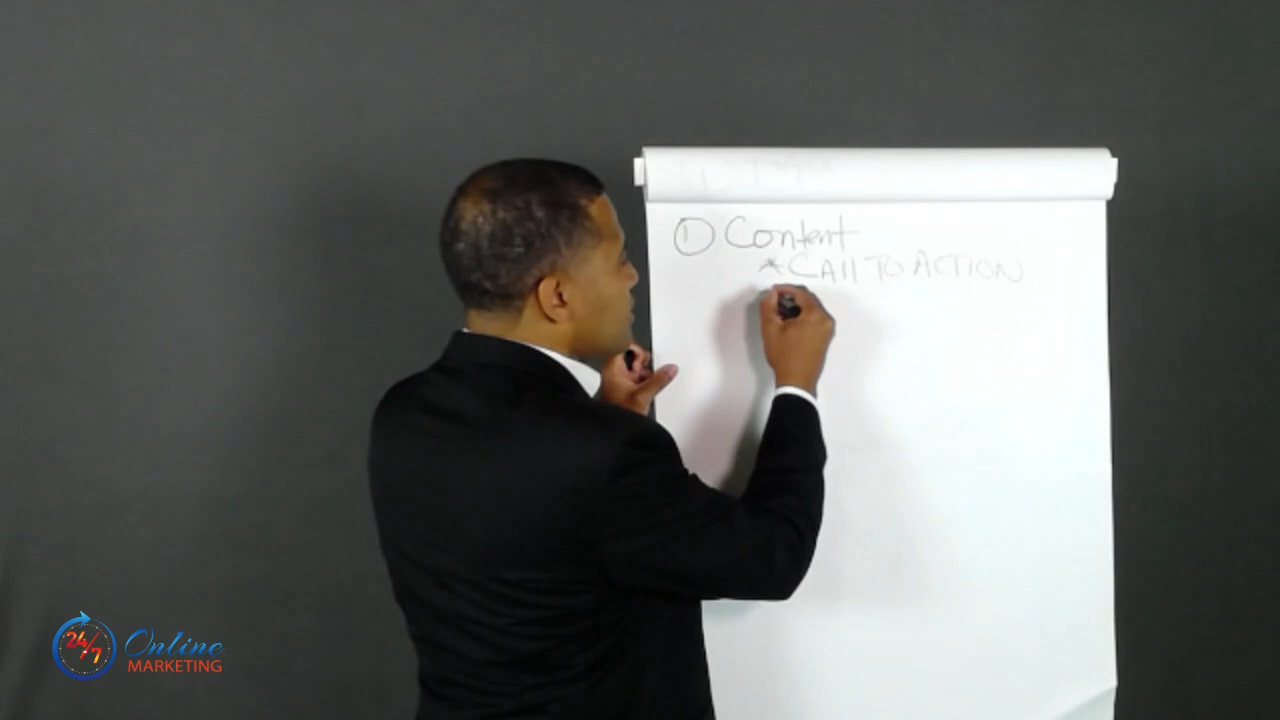 ① Content
* CAll TO ACTION
24/7 Online
MARKETING